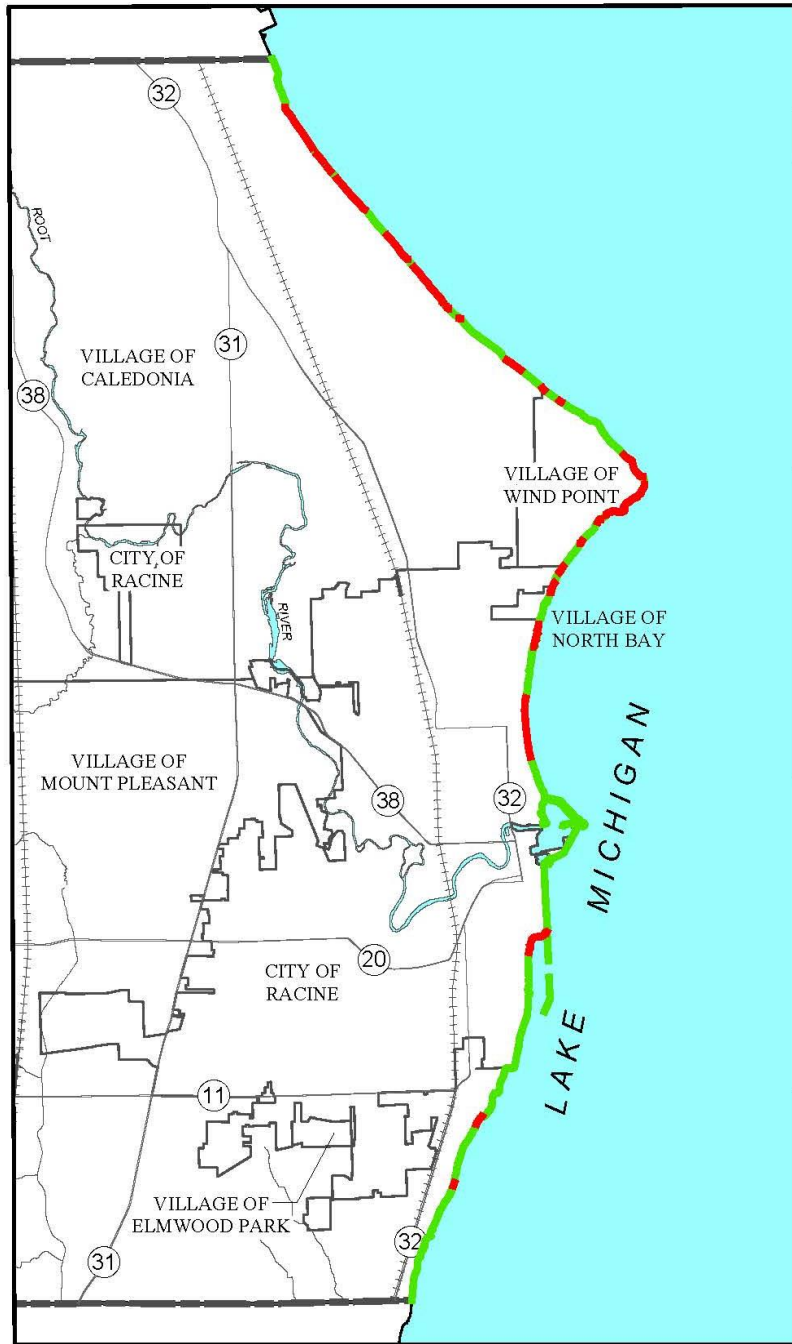 32
ROOT
31
VILLAGE OF
CALEDONIA
38
VILLAGE OF
WIND POINT
CITY OF
RACINE
RIVER
VILLAGE OF
NORTH BAY
VILLAGE OF
MOUNT PLEASANT
38
32
MICHIGAN
20
CITY OF
RACINE
LAKE
11
VILLAGE OF
ELMWOOD PARK
32
31